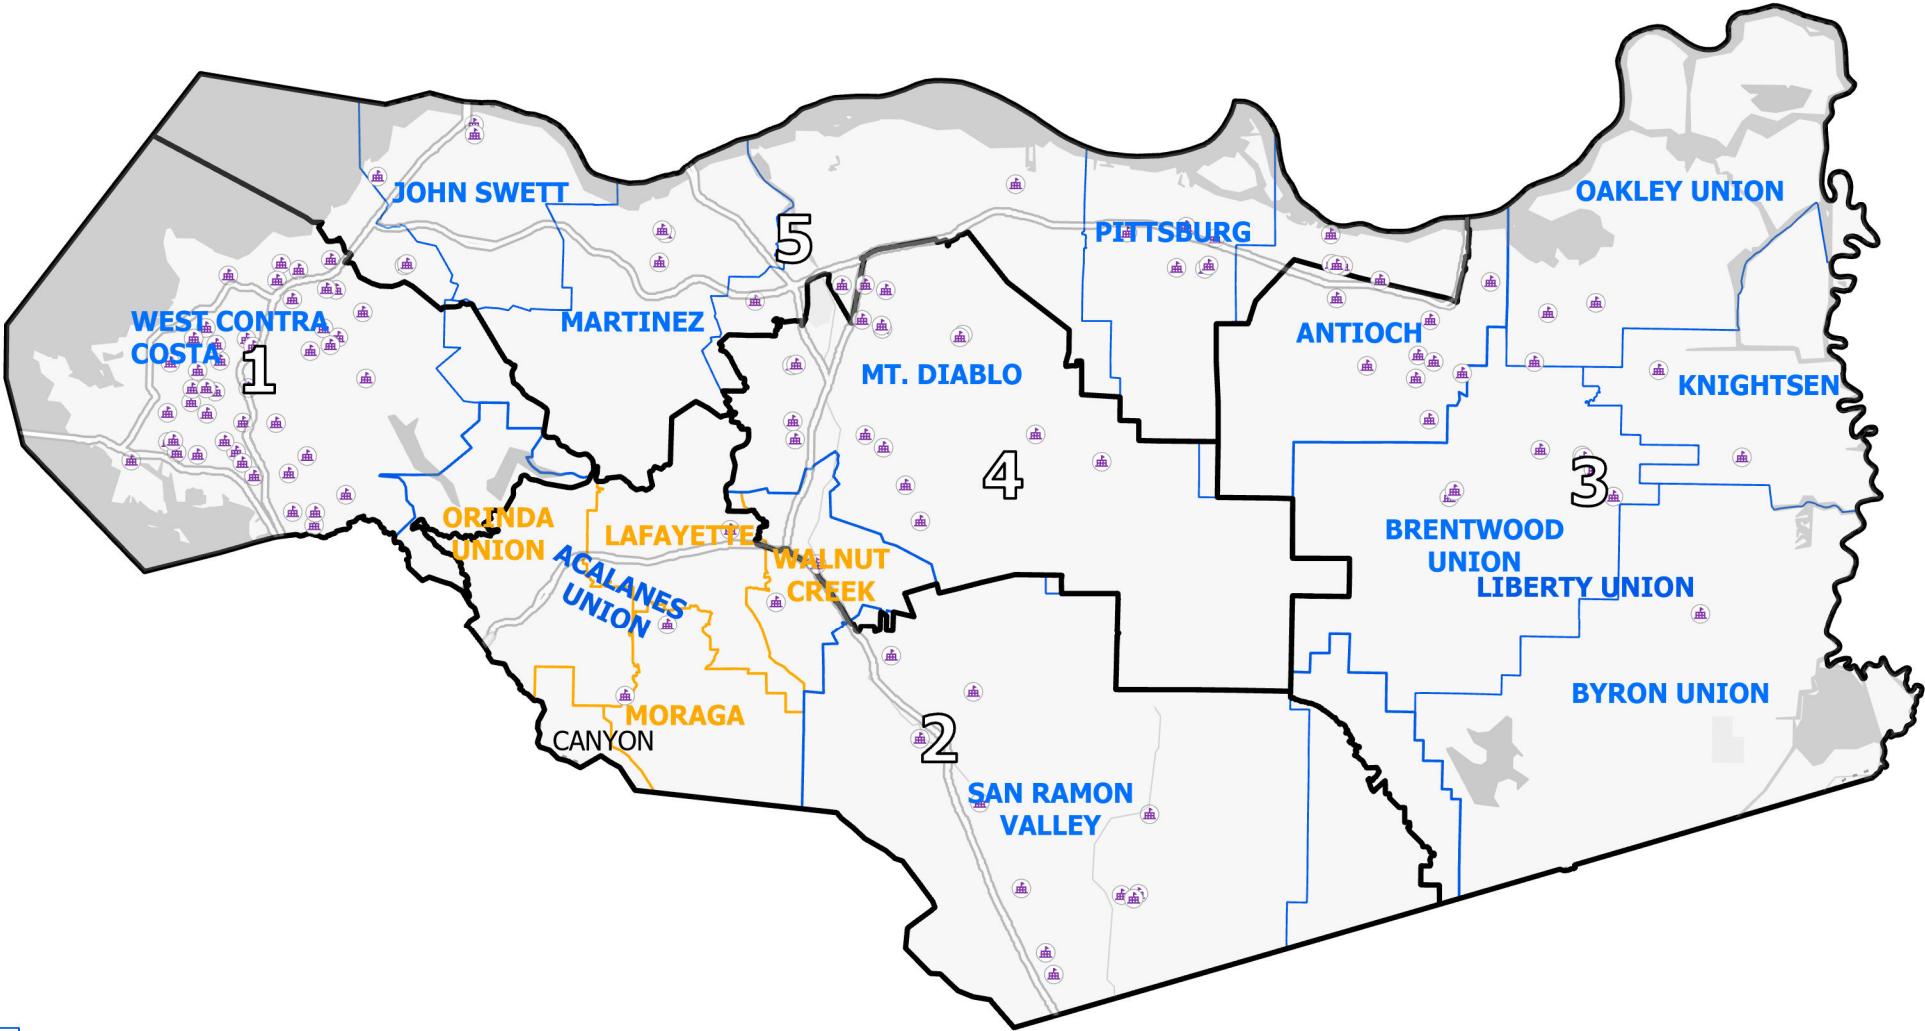 JOHN SWETT
OAKLEY UNION
5
PITTSBURG
WEST CONTRA
COSTA
1
MARTINEZ
ANTIOCH
MT. DIABLO
KNIGHTSEN
4
3
ORINDA
UNION
LAFAYETTE
BRENTWOOD
UNION
ACALANES
UNION
WALNUT
CREEK
LIBERTY UNION
BYRON UNION
MORAGA
CANYON
2
SAN RAMON
VALLEY